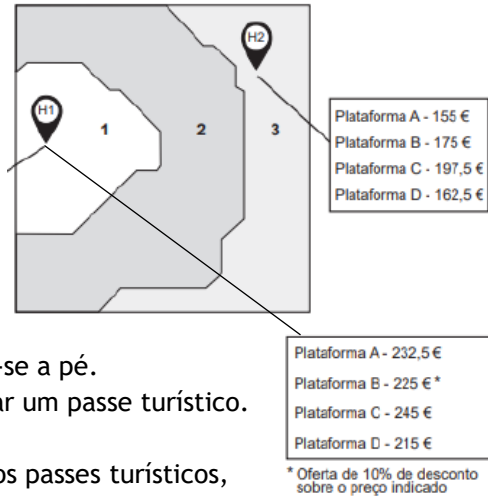 H2
H1
1
2
3
Plataforma A - 155 €
Plataforma B - 175 €
Plataforma C - 197,5 €
Plataforma D - 162,5 €
-se a pé.
ar um passe turístico.
os passes turísticos,
Plataforma A - 232,5 €
Plataforma B - 225 € *
Plataforma C - 245 €
Plataforma D - 215 €
* Oferta de 10% de desconto
sobre o preço indicado